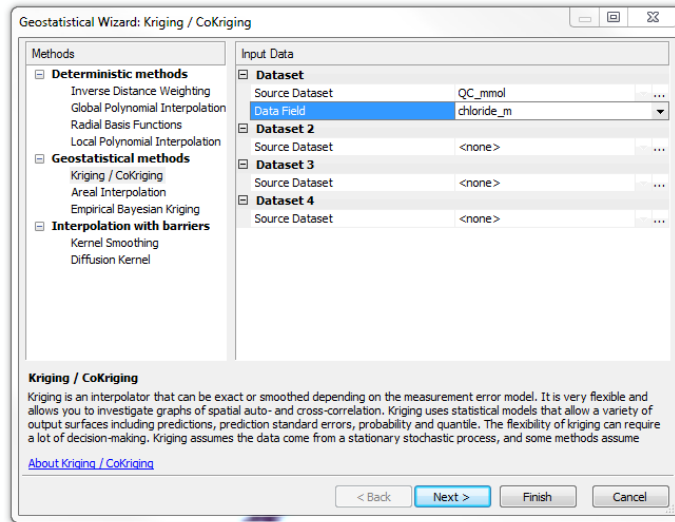 Geostatistical Wizard: Kriging / CoKriging
Methods
Deterministic methods
Inverse Distance Weighting
Global Polynomial Interpolation
Radial Basis Functions
Local Polynomial Interpolation
Geostatistical methods
Kriging / CoKriging
Areal Interpolation
Empirical Bayesian Kriging
Interpolation with barriers
Kernel Smoothing
Diffusion Kernel
Input Data
Dataset
Source Dataset QC_mmol ...
Data Field chloride_m
Dataset 2
Source Dataset <none> ...
Dataset 3
Source Dataset <none> ...
Dataset 4
Source Dataset <none> ...
Kriging / CoKriging
Kriging is an interpolator that can be exact or smoothed depending on the measurement error model. It is very flexible and
allows you to investigate graphs of spatial auto- and cross-correlation. Kriging uses statistical models that allow a variety of
output surfaces including predictions, prediction standard errors, probability and quantile. The flexibility of kriging can require
a lot of decision-making. Kriging assumes the data come from a stationary stochastic process, and some methods assume
About Kriging / CoKriging
< Back Next > Finish Cancel